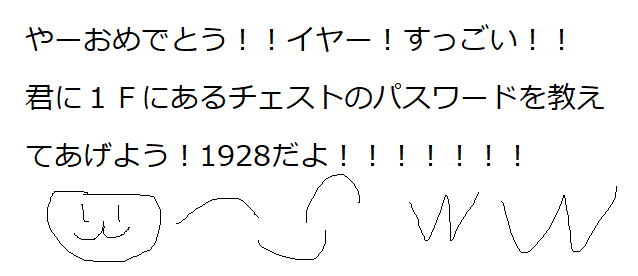 やーおめでとう！！イヤー！すっごい！！
君に１Ｆにあるチェストのパスワードを教え
てあげよう！1928だよ！！！！！！！
ｗＷ